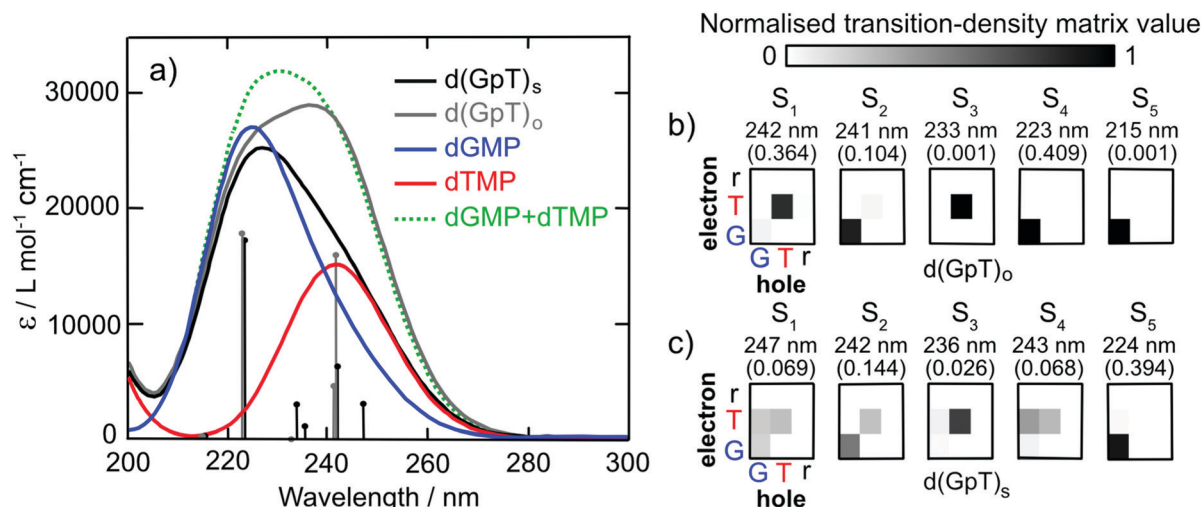 a)
ε / L mol⁻¹ cm⁻¹
30000
20000
10000
0
200
220
240
260
280
300
Wavelength / nm
d(GpT)ₛ
d(GpT)ₒ
dGMP
dTMP
dGMP+dTMP
Normalised transition-density matrix value
0
1
b)
S₁ S₂ S₃ S₄ S₅
242 nm 241 nm 233 nm 223 nm 215 nm
(0.364) (0.104) (0.001) (0.409) (0.001)
electron
r
T
G
G T r
hole
d(GpT)ₒ
c)
S₁ S₂ S₃ S₄ S₅
247 nm 242 nm 236 nm 243 nm 224 nm
(0.069) (0.144) (0.026) (0.068) (0.394)
electron
r
T
G
G T r
hole
d(GpT)ₛ